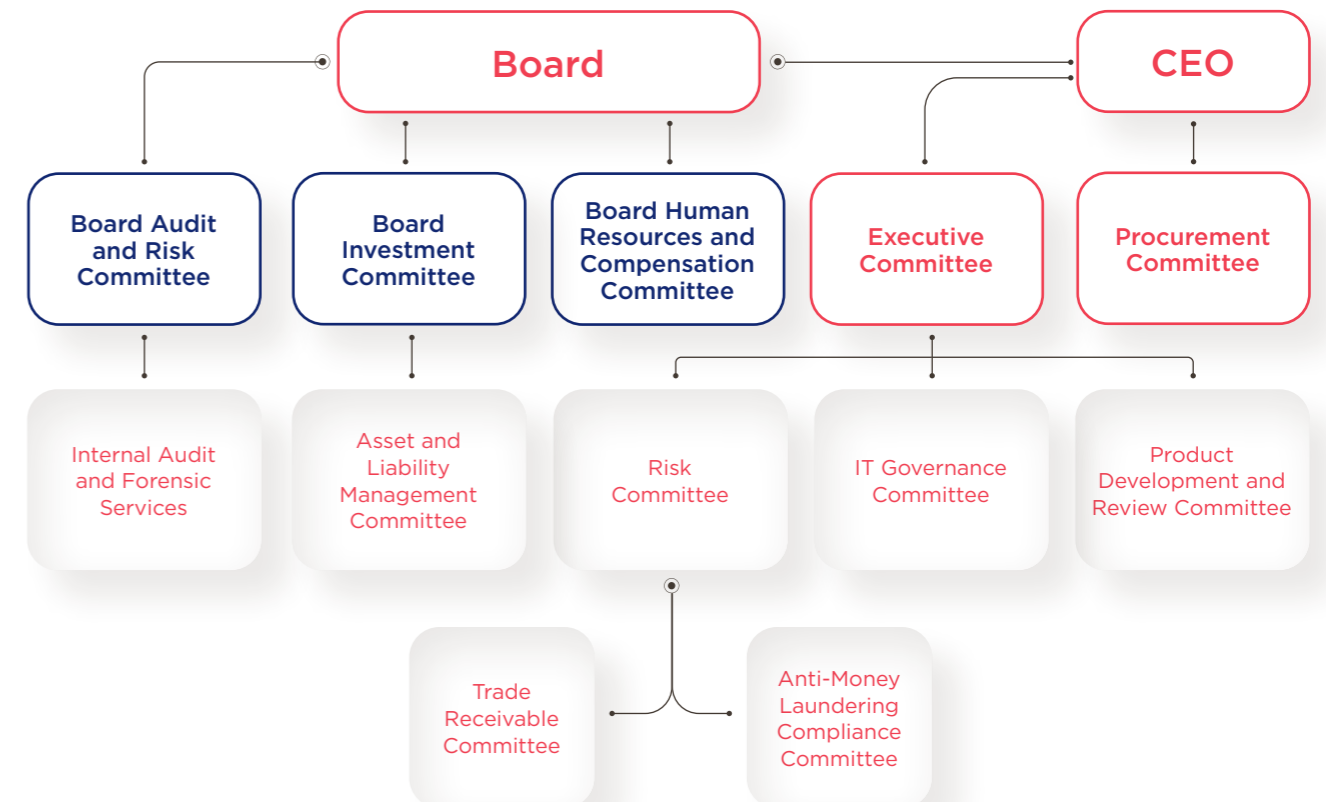 Board
CEO
Board Audit
and Risk
Committee
Board
Investment
Committee
Board Human
Resources and
Compensation
Committee
Executive
Committee
Procurement
Committee
Internal Audit
and Forensic
Services
Asset and
Liability
Management
Committee
Risk
Committee
IT Governance
Committee
Product
Development and
Review Committee
Trade
Receivable
Committee
Anti-Money
Laundering
Compliance
Committee